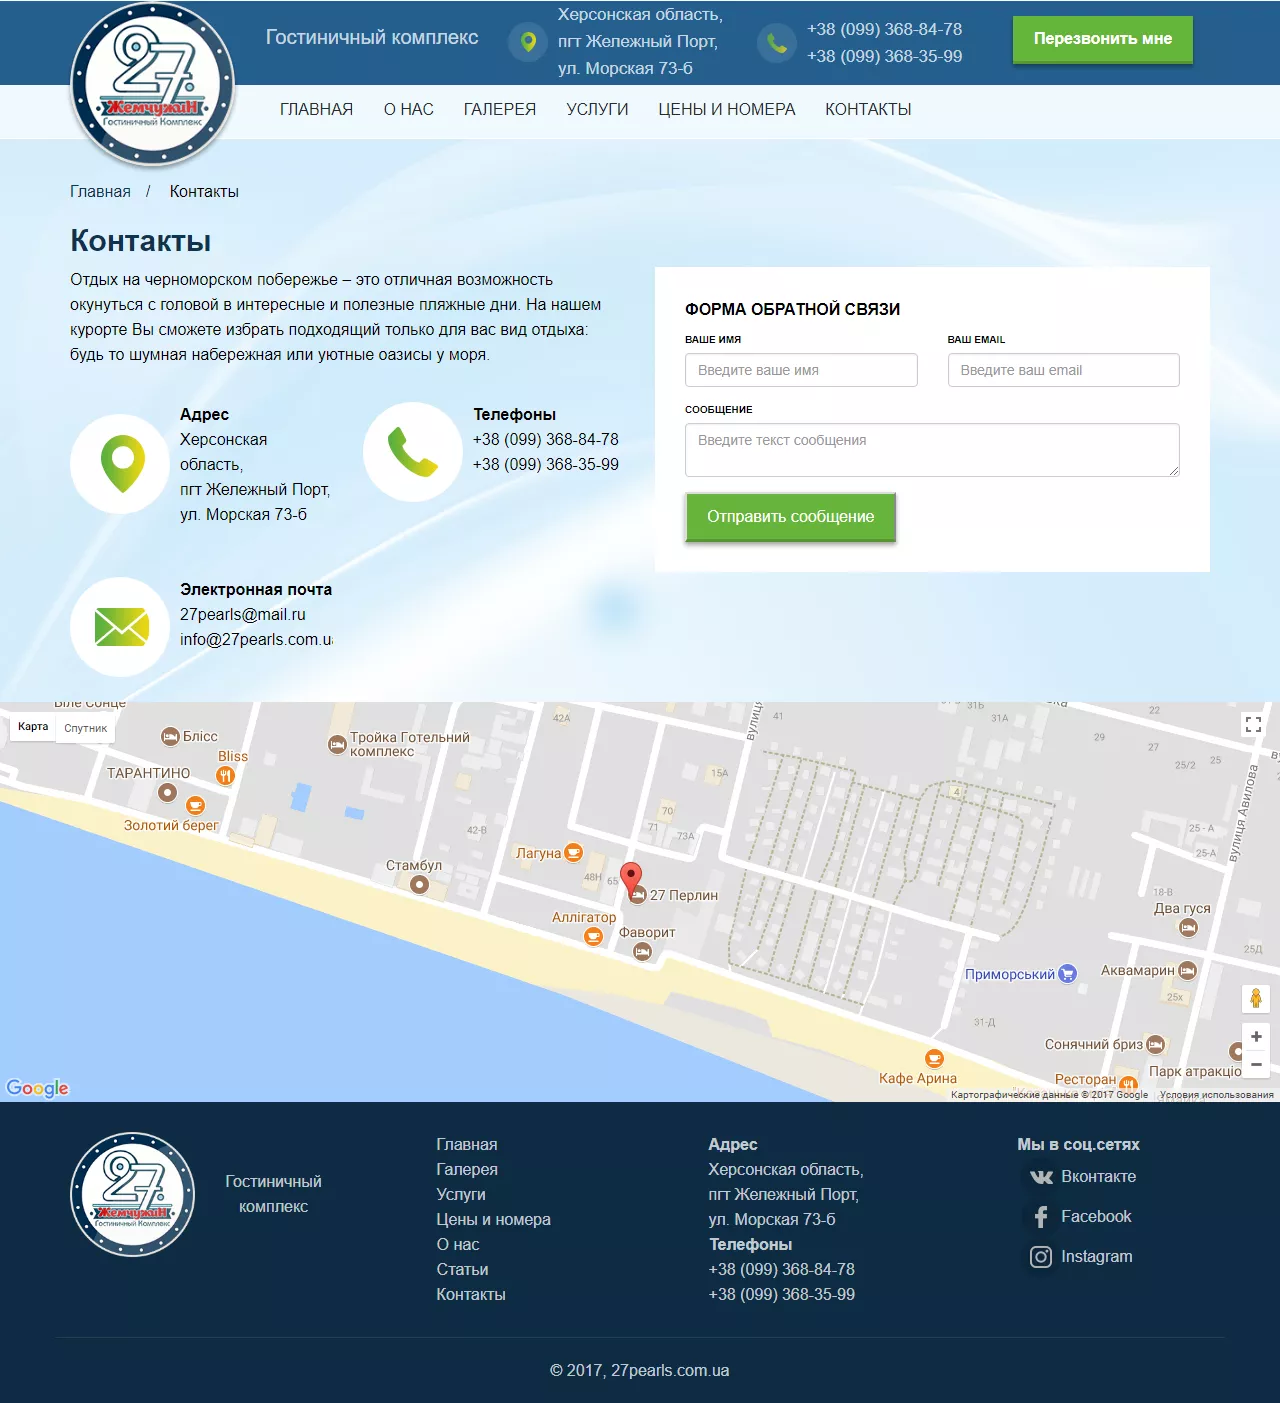 27
ЖемчужиН
Гостиничный Комплекс
Гостиничный комплекс
Херсонская область,
пгт Жележный Порт,
ул. Морская 73-б
+38 (099) 368-84-78
+38 (099) 368-35-99
Перезвонить мне
ГЛАВНАЯ О НАС ГАЛЕРЕЯ УСЛУГИ ЦЕНЫ И НОМЕРА КОНТАКТЫ
Главная / Контакты
Контакты
Отдых на черноморском побережье – это отличная возможность
окунуться с головой в интересные и полезные пляжные дни. На нашем
курорте Вы сможете избрать подходящий только для вас вид отдыха:
будь то шумная набережная или уютные оазисы у моря.
Адрес
Херсонская
область,
пгт Жележный Порт,
ул. Морская 73-б
Телефоны
+38 (099) 368-84-78
+38 (099) 368-35-99
Электронная почта
27pearls@mail.ru
info@27pearls.com.u
ФОРМА ОБРАТНОЙ СВЯЗИ
ВАШЕ ИМЯ ВАШ EMAIL
Введите ваше имя Введите ваш email
СООБЩЕНИЕ
Введите текст сообщения
Отправить сообщение
Біле Сонце
Карта Спутник
Блісс
Bliss
ТАРАНТИНО
Золотий берег
Тройка Готельний
комплекс
42А
41
31Б
31А
22
29
27
25/2
25
15А
4
70
71
73А
42-В
Стамбул
Лагуна
48Н
65
27 Перлин
Аллігатор
Фаворит
вулиця Авилова
25 - А
25-А
18-В
Два гуся
25Д
Приморський
Аквамарин
25х
31-Д
Сонячний бриз
Кафе Арина
Ресторан
Парк атракціо
Google
Картографические данные © 2017 Google Условия использования
27
ЖемчужиН
Гостиничный Комплекс
Гостиничный
комплекс
Главная
Галерея
Услуги
Цены и номера
О нас
Статьи
Контакты
Адрес
Херсонская область,
пгт Жележный Порт,
ул. Морская 73-б
Телефоны
+38 (099) 368-84-78
+38 (099) 368-35-99
Мы в соц.сетях
Вконтакте
Facebook
Instagram
© 2017, 27pearls.com.ua